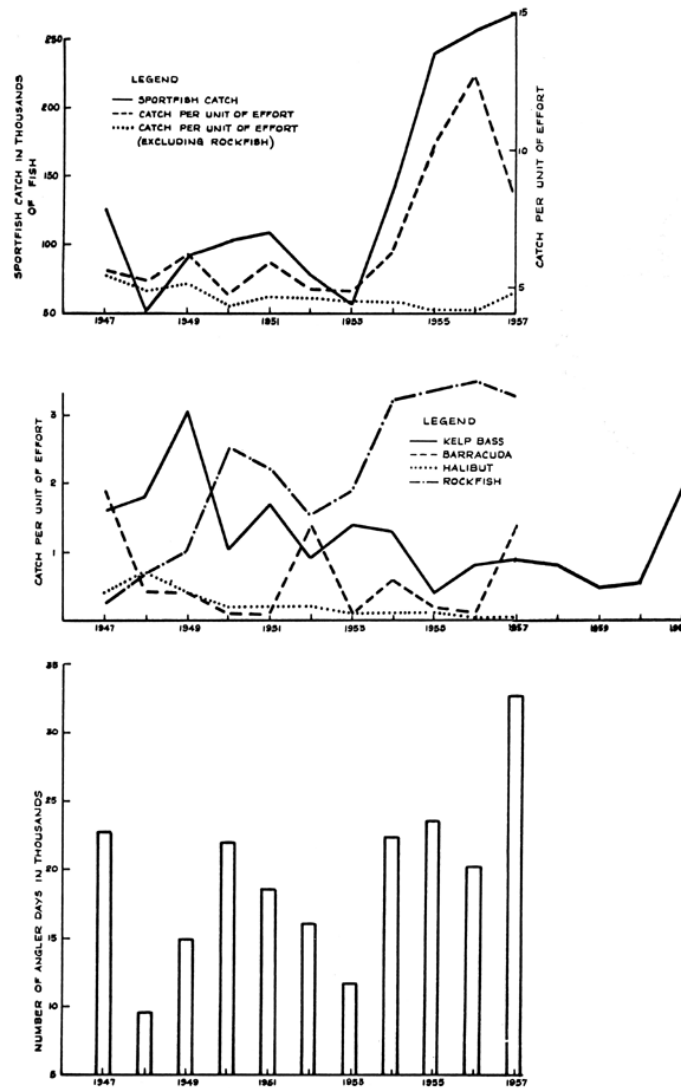 SPORTFISH CATCH IN THOUSANDS
OF FISH
250
200
150
100
50
LEGEND
SPORTFISH CATCH
CATCH PER UNIT OF EFFORT
CATCH PER UNIT OF EFFORT
(EXCLUDING ROCKFISH)
15
10
5
CATCH PER UNIT OF EFFORT
1947
1949
1951
1953
1955
1957
CATCH PER UNIT OF EFFORT
3
2
1
LEGEND
KELP BASS
BARRACUDA
HALIBUT
ROCKFISH
1947
1949
1951
1953
1955
1957
1959
NUMBER OF ANGLER DAYS IN THOUSANDS
35
30
25
20
15
10
5
1947
1949
1951
1953
1955
1957